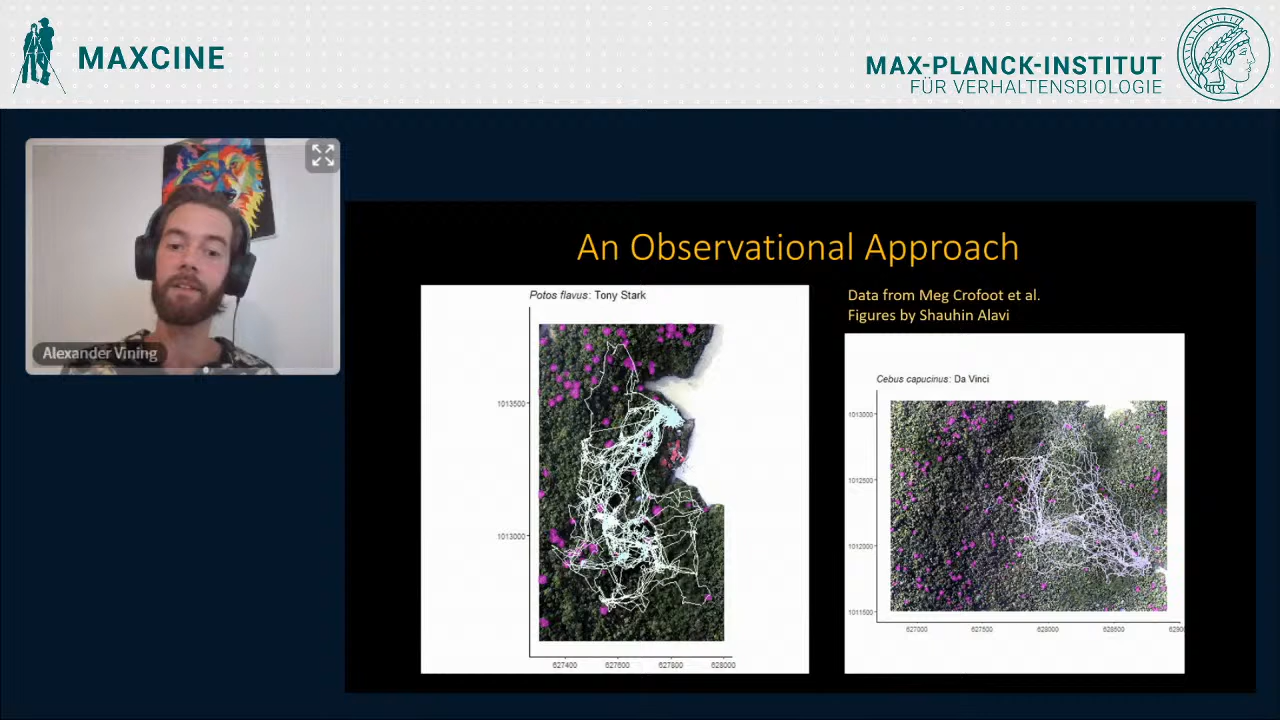 MAXCINE
MAX-PLANCK-INSTITUT
FÜR VERHALTENSBIOLOGIE
Alexander Vining
An Observational Approach
Potos flavus: Tony Stark
1013500
1013000
627400 627600 627800 628000
Data from Meg Crofoot et al.
Figures by Shauhin Alavi
Cebus capucinus: Da Vinci
1013000
1012500
1012000
1011500
627000 627500 628000 628500